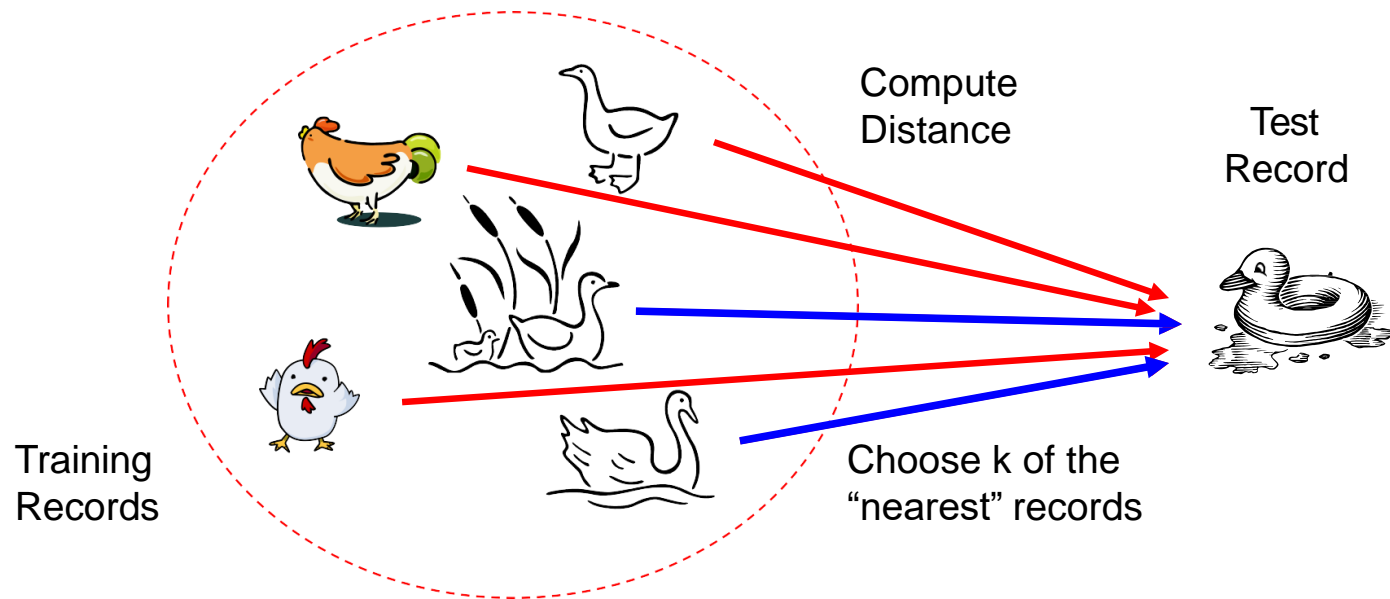 Compute
Distance
Test
Record
Training
Records
Choose k of the
“nearest” records